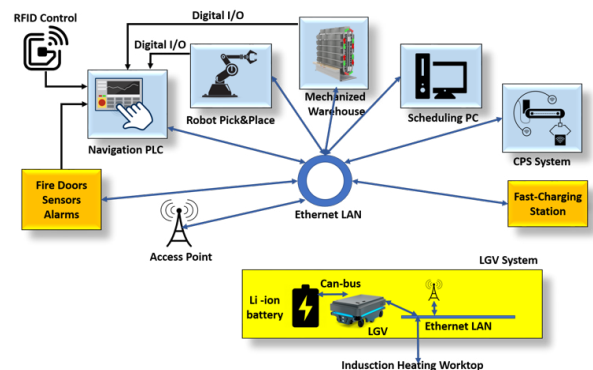 RFID Control
Digital I/O
Digital I/O
Navigation PLC
Robot Pick&Place
Mechanized
Warehouse
Scheduling PC
CPS System
Fire Doors
Sensors
Alarms
Ethernet LAN
Fast-Charging
Station
Access Point
LGV System
Can-bus
Li -ion
battery
LGV
Ethernet LAN
Indusction Heating Worktop